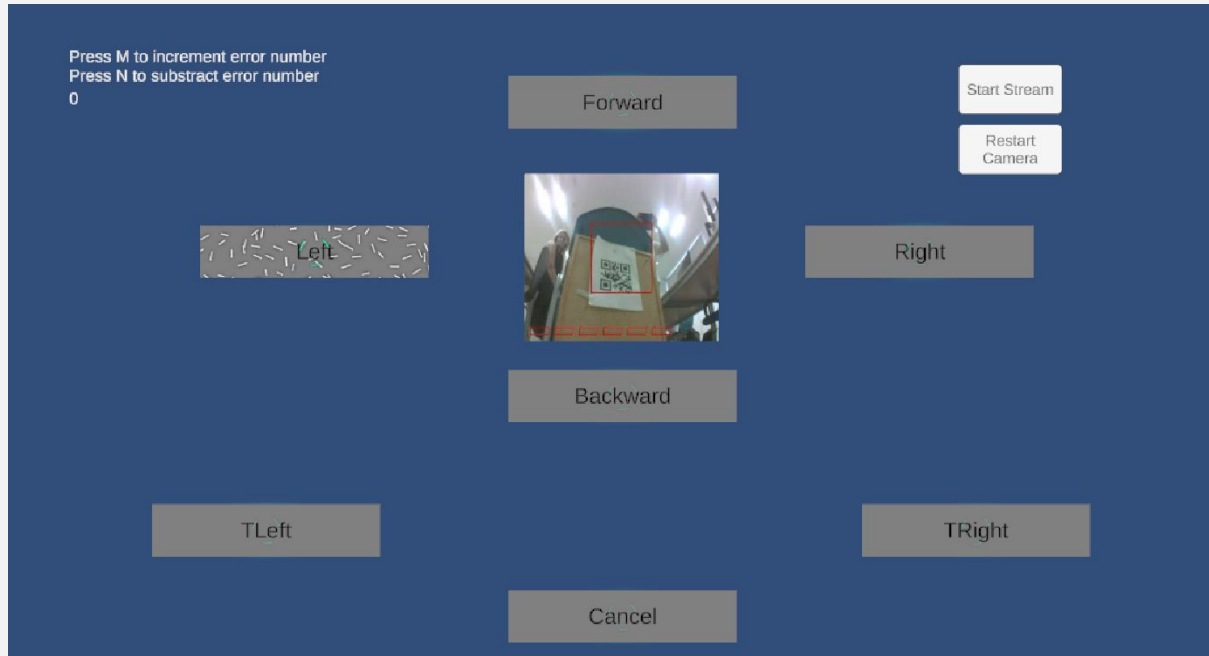 Press M to increment error number
Press N to substract error number
0
Forward
Start Stream
Restart
Camera
Left
Right
Backward
TLeft
TRight
Cancel